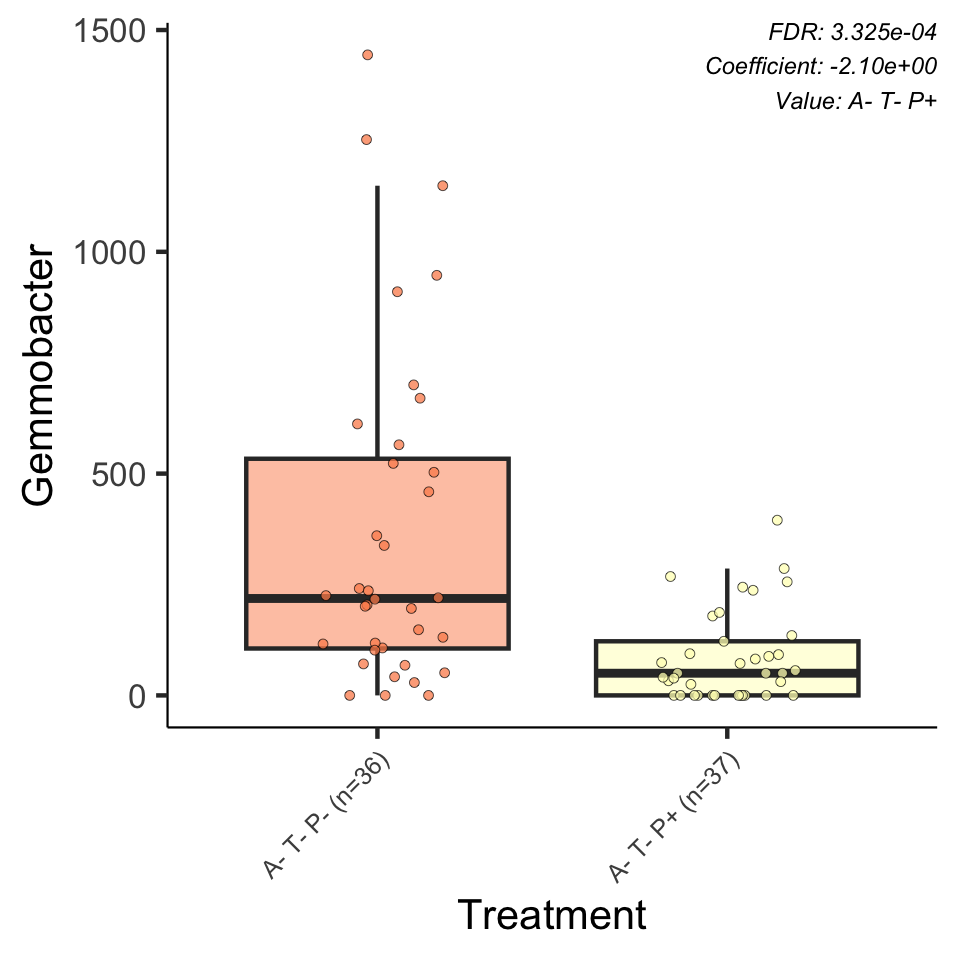 FDR: 3.325e-04
Coefficient: -2.10e+00
Value: A- T- P+
1500
1000
500
0
Gemmobacter
A- T- P- (n=36)
A- T- P+ (n=37)
Treatment